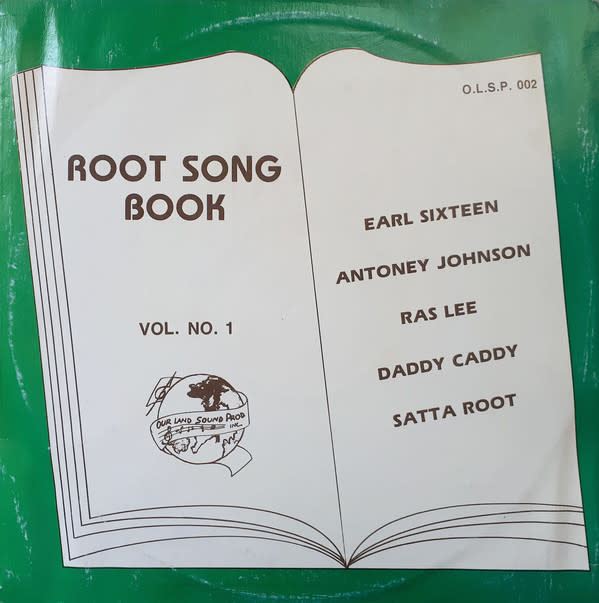 ROOT SONG
BOOK
VOL. NO. 1
OUR LAND SOUND PROD
INC.
O.L.S.P. 002
EARL SIXTEEN
ANTONEY JOHNSON
RAS LEE
DADDY CADDY
SATTA ROOT